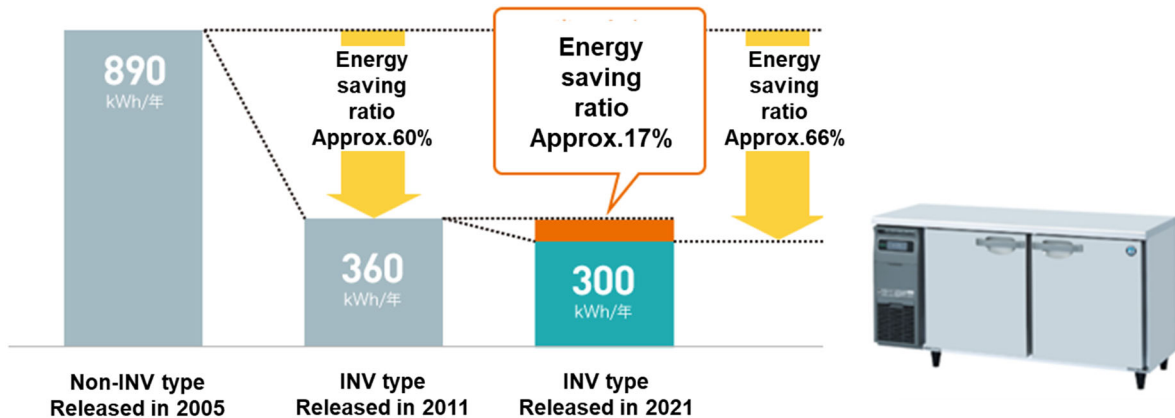 890
kWh/年
Energy
saving
ratio
Approx.60%
Energy
saving
ratio
Approx.17%
Energy
saving
ratio
Approx.66%
360
kWh/年
300
kWh/年
Non-INV type
Released in 2005
INV type
Released in 2011
INV type
Released in 2021